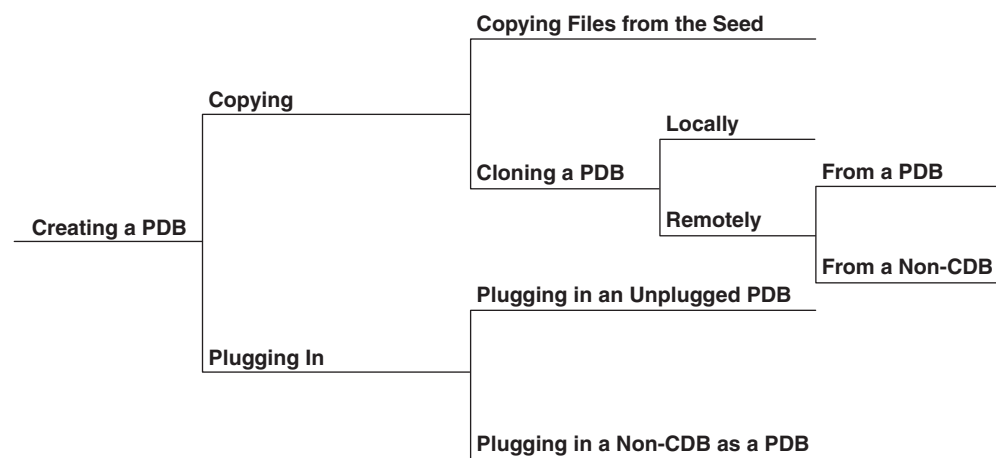 Copying Files from the Seed
Copying
Locally
Cloning a PDB
From a PDB
Creating a PDB
Remotely
From a Non-CDB
Plugging in an Unplugged PDB
Plugging In
Plugging in a Non-CDB as a PDB